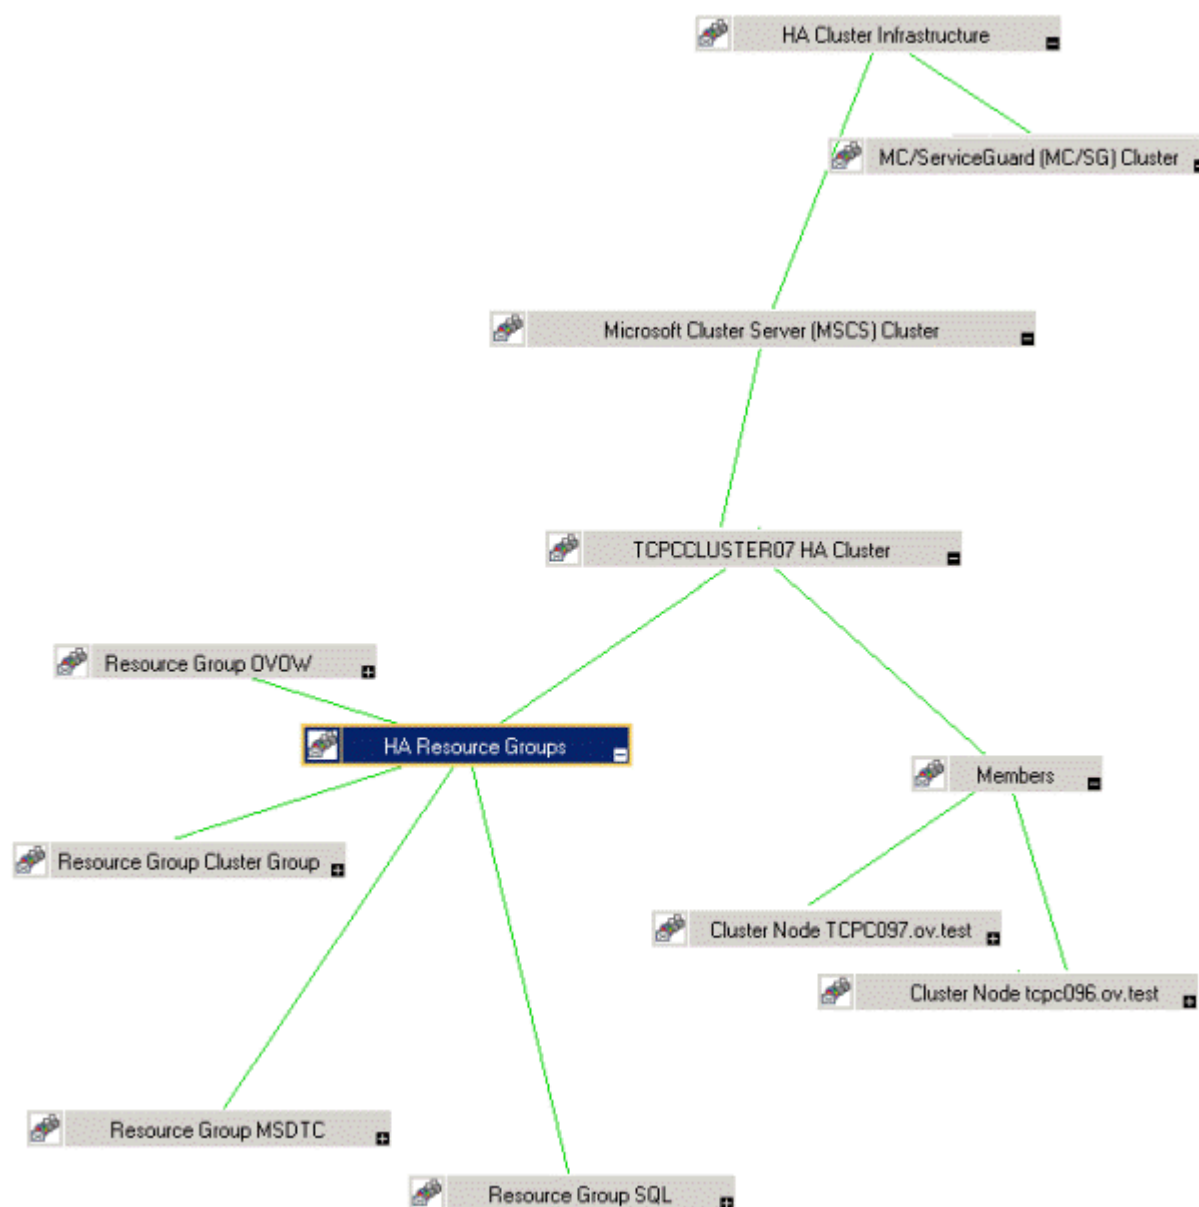 HA Cluster Infrastructure
MC/ServiceGuard (MC/SG) Cluster
Microsoft Cluster Server (MSCS) Cluster
TCPCCLUSTER07 HA Cluster
Resource Group OVOW
HA Resource Groups
Members
Resource Group Cluster Group
Cluster Node TCPC097.ov.test
Cluster Node tcpc096.ov.test
Resource Group MSDTC
Resource Group SQL